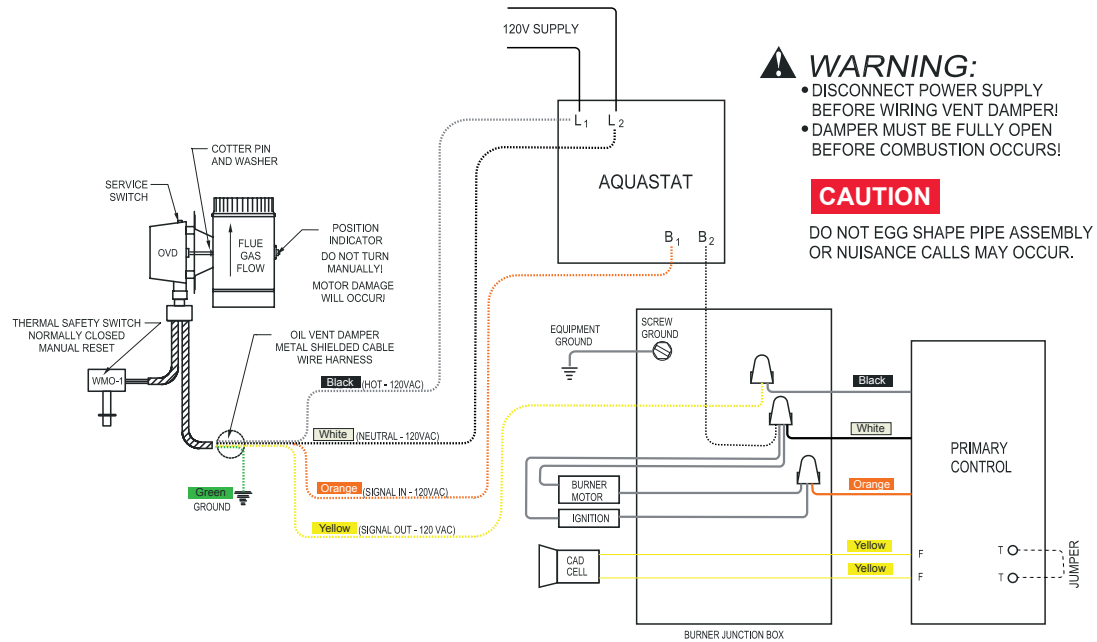 120V SUPPLY
WARNING:
• DISCONNECT POWER SUPPLY
BEFORE WIRING VENT DAMPER!
• DAMPER MUST BE FULLY OPEN
BEFORE COMBUSTION OCCURS!
CAUTION
DO NOT EGG SHAPE PIPE ASSEMBLY
OR NUISANCE CALLS MAY OCCUR.
L1 L2
AQUASTAT
B1 B2
COTTER PIN
AND WASHER
SERVICE
SWITCH
OVD
FLUE
GAS
FLOW
POSITION
INDICATOR
DO NOT TURN
MANUALLY!
MOTOR DAMAGE
WILL OCCUR!
THERMAL SAFETY SWITCH
NORMALLY CLOSED
MANUAL RESET
WMO-1
OIL VENT DAMPER
METAL SHIELDED CABLE
WIRE HARNESS
Black (HOT - 120VAC)
White (NEUTRAL - 120VAC)
Orange (SIGNAL IN - 120VAC)
Yellow (SIGNAL OUT - 120 VAC)
Green
GROUND
EQUIPMENT
GROUND
SCREW
GROUND
BURNER
MOTOR
IGNITION
CAD
CELL
Black
White
Orange
Yellow
Yellow
PRIMARY
CONTROL
F
F
T
T
JUMPER
BURNER JUNCTION BOX